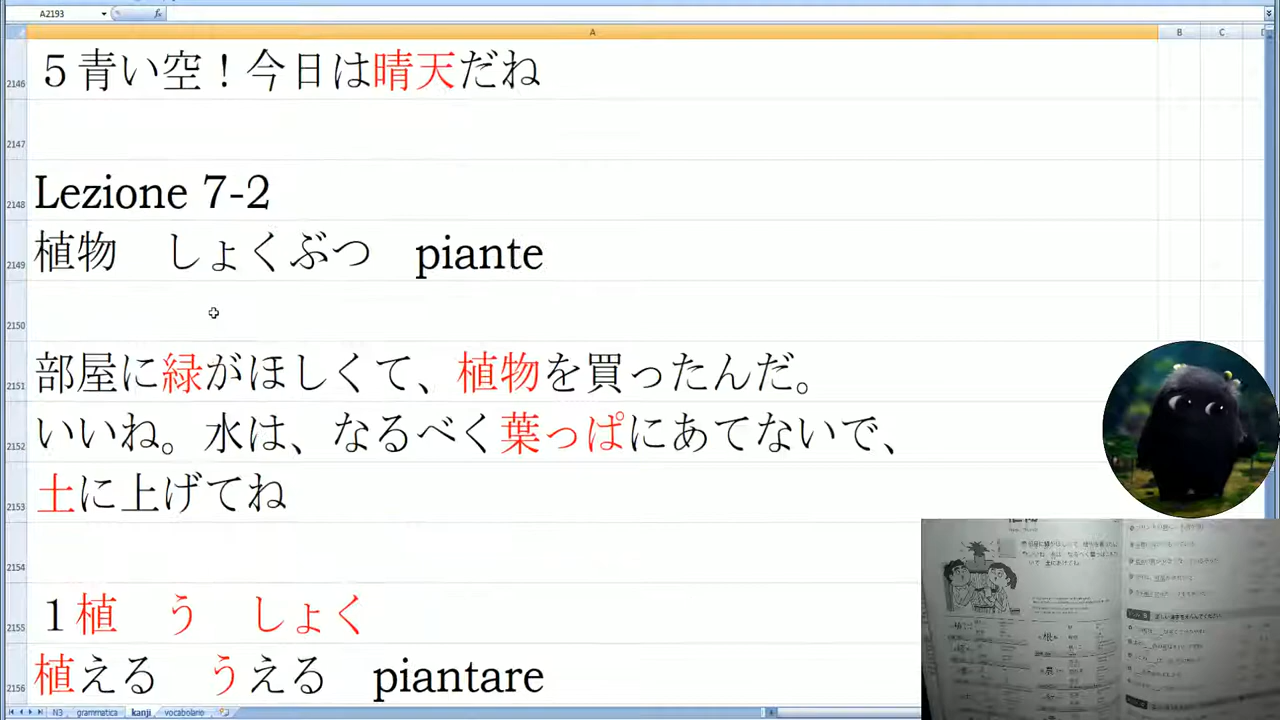 A2193
fx
A
B
C
2146
５青い空！今日は晴天だね
2147
2148
Lezione 7-2
2149
植物　しょくぶつ　piante
2150
2151
部屋に緑がほしくて、植物を買ったんだ。
2152
いいね。水は、なるべく葉っぱにあてないで、
2153
土に上げてね
2154
2155
１植　う　しょく
2156
植える　うえる　piantare
N3 grammatica kanji vocabolario